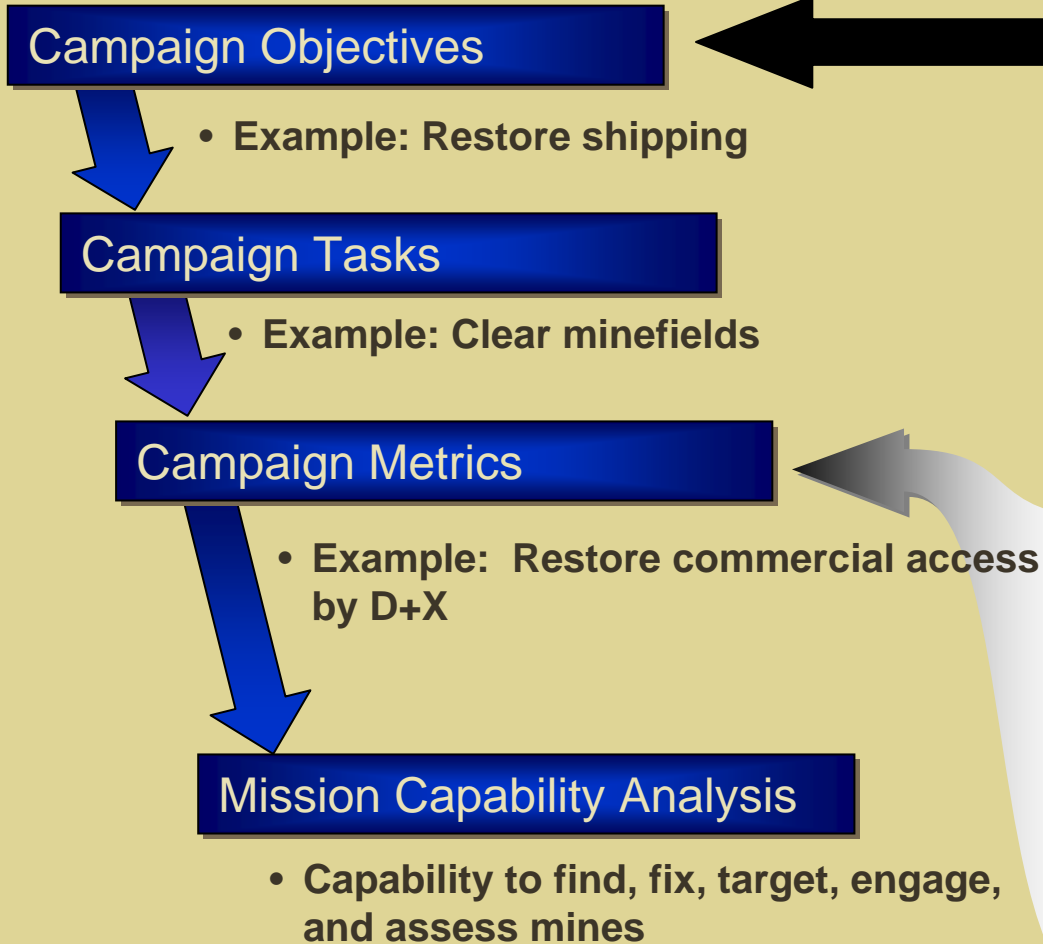 Campaign Objectives
• Example: Restore shipping
Campaign Tasks
• Example: Clear minefields
Campaign Metrics
• Example: Restore commercial access
by D+X
Mission Capability Analysis
• Capability to find, fix, target, engage,
and assess mines